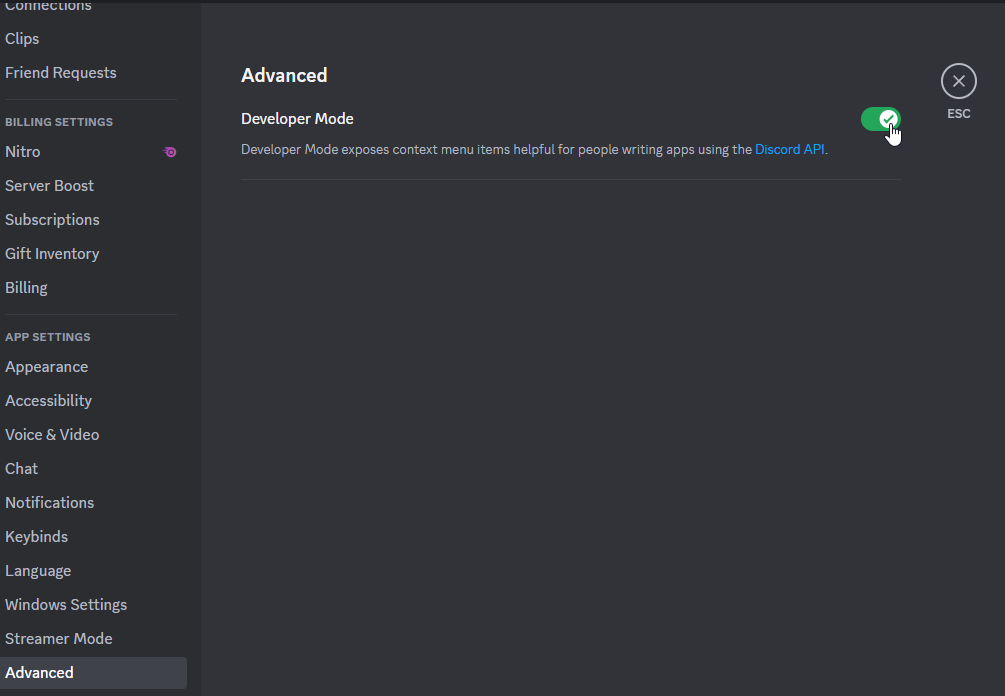 Connections
Clips
Friend Requests
BILLING SETTINGS
Nitro
Server Boost
Subscriptions
Gift Inventory
Billing
APP SETTINGS
Appearance
Accessibility
Voice & Video
Chat
Notifications
Keybinds
Language
Windows Settings
Streamer Mode
Advanced
Advanced
Developer Mode
Developer Mode exposes context menu items helpful for people writing apps using the Discord API.
ESC